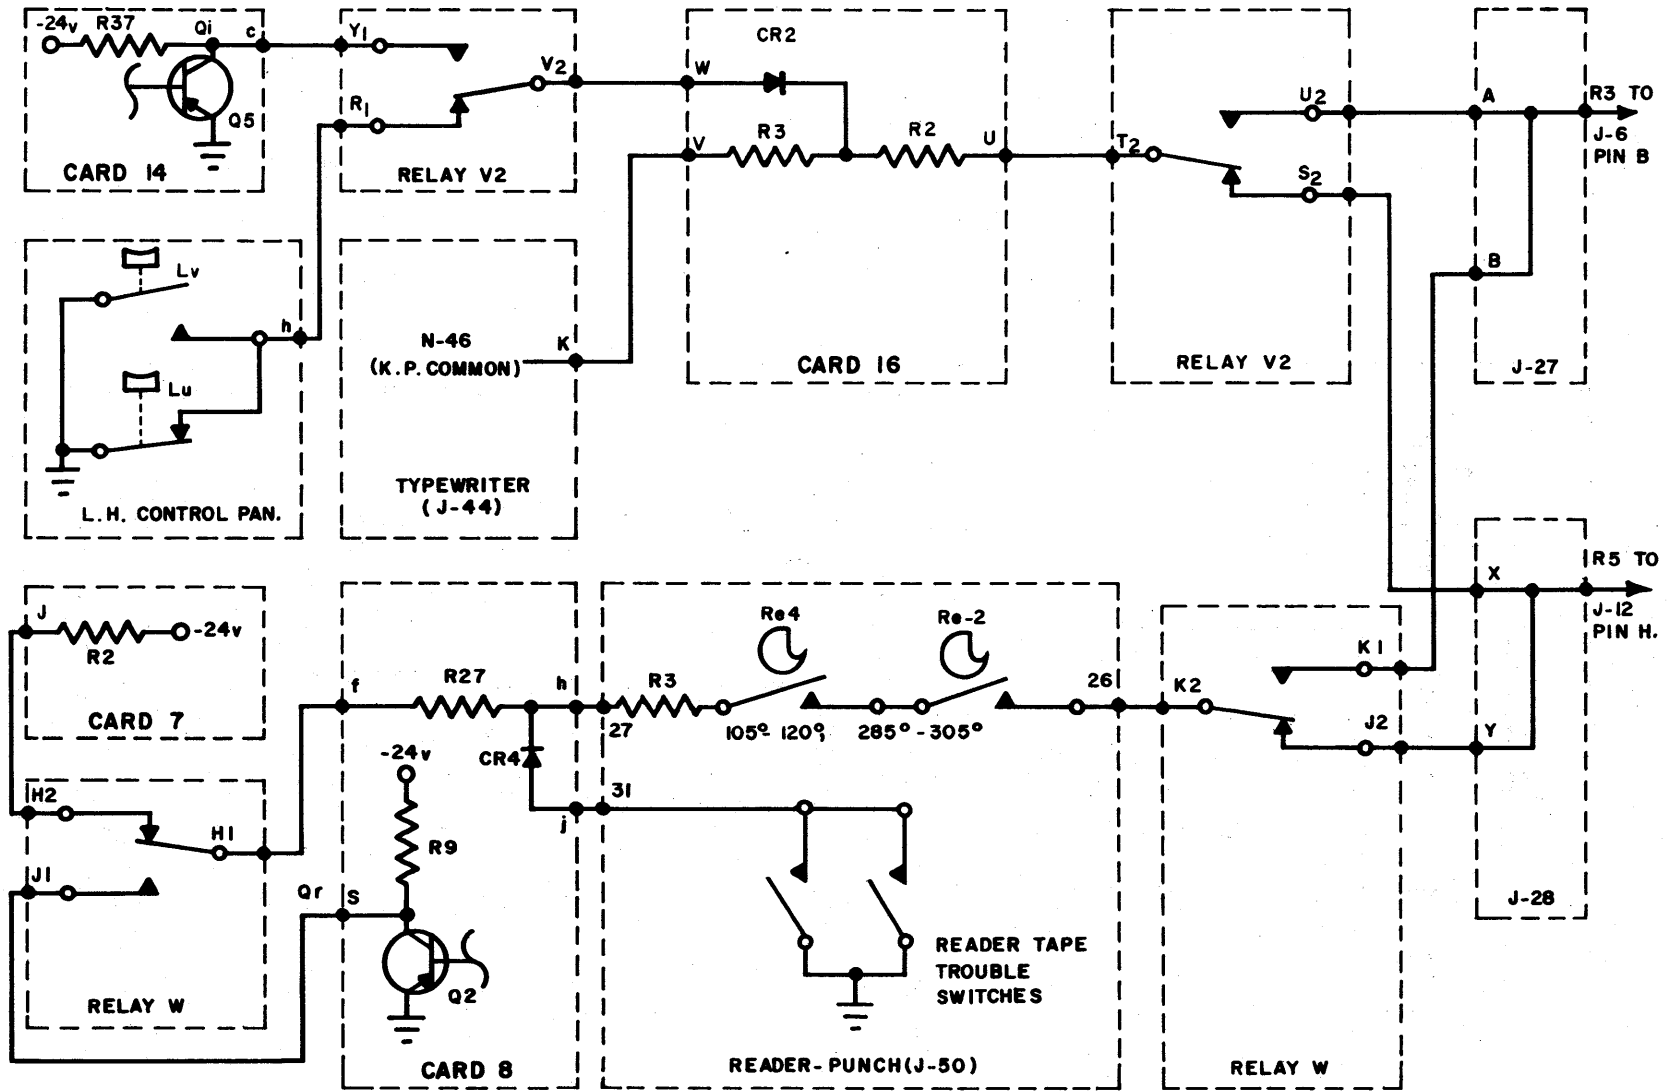 -24v R37 Qi c
Q5
CARD 14
Y1
V2
R1
RELAY V2
CR2
W
V R3 R2 U
CARD 16
T2
U2
S2
RELAY V2
A
B
J-27
R3 TO
J-6
PIN B
Lv
h
Lu
L.H. CONTROL PAN.
N-46
(K.P. COMMON)
K
TYPEWRITER
(J-44)
J
R2
-24v
CARD 7
H2
H1
J1
RELAY W
Qr
f R27 h
CR4
-24v
R9
S
j
Q2
CARD 8
Re4 Re-2
R3
27
105°- 120°, 285° -305°
26
31
READER TAPE
TROUBLE
SWITCHES
READER-PUNCH(J-50)
K2
K1
J2
RELAY W
X
Y
J-28
R5 TO
J-12
PIN H.